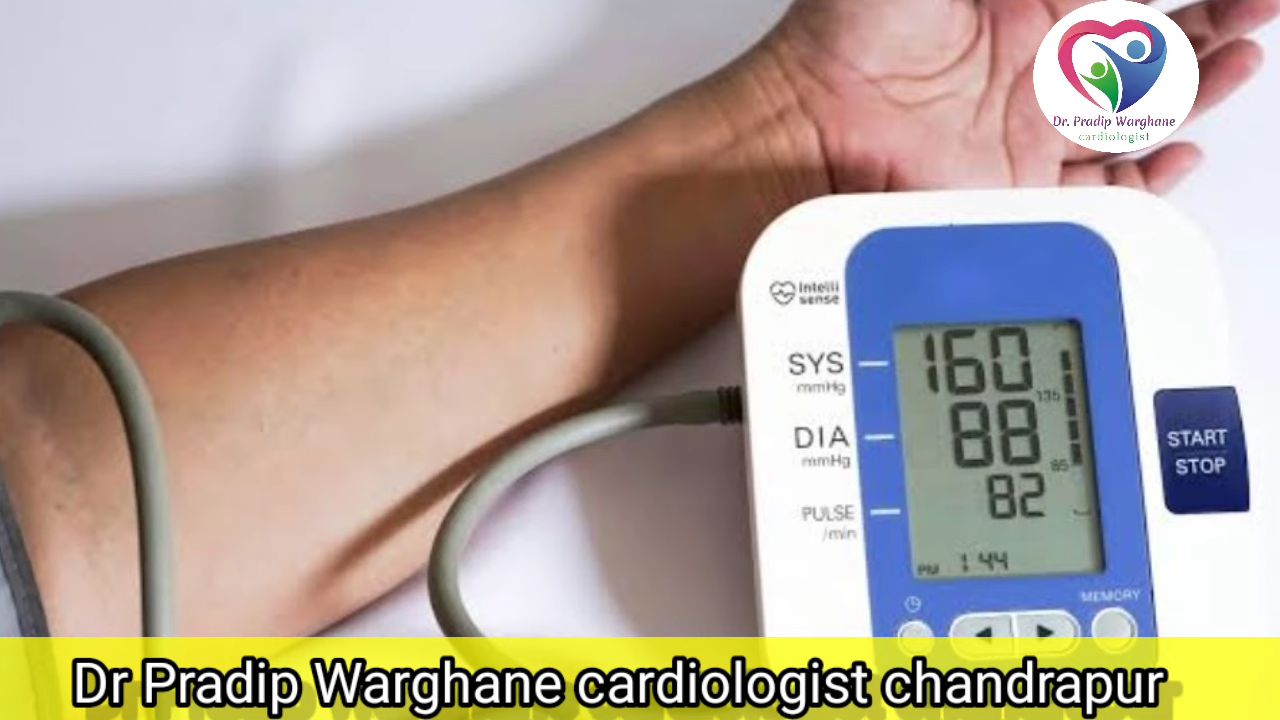 Dr. Pradip Warghane
cardiologist
intelli
sense
SYS
mmHg
160
135
DIA
mmHg
88
85
PULSE
/min
82
PM 1:44
START
STOP
MEMORY
Dr Pradip Warghane cardiologist chandrapur